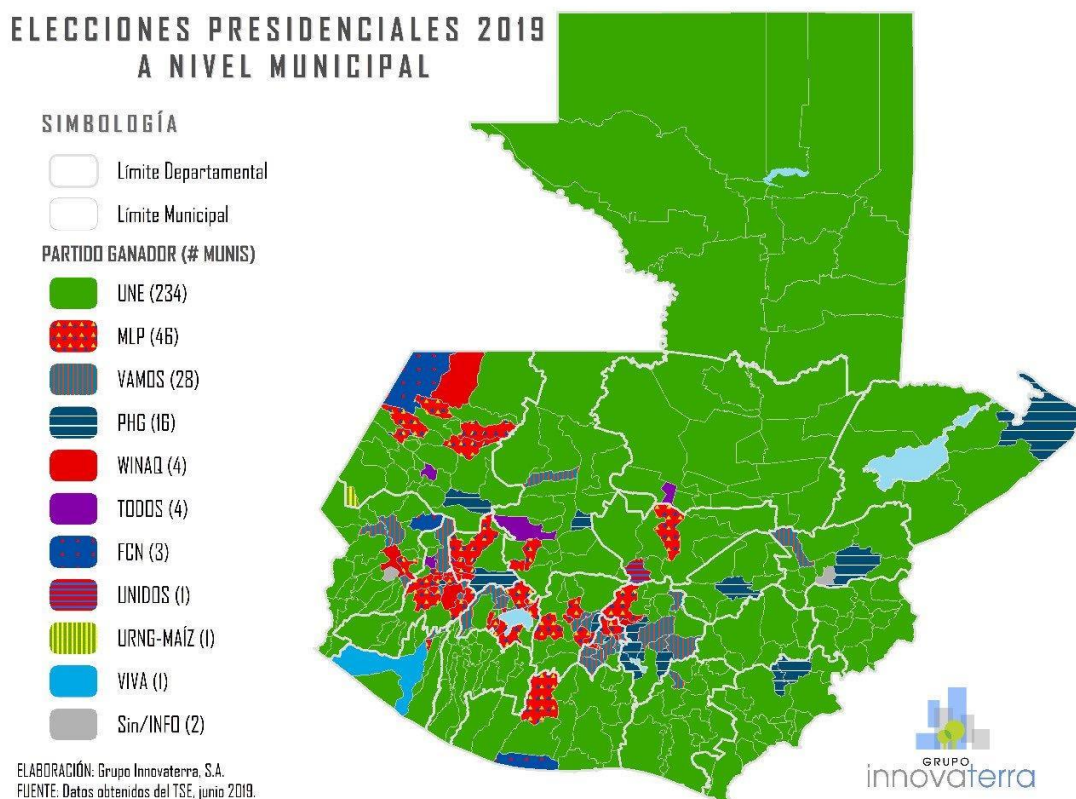 ELECCIONES PRESIDENCIALES 2019
A NIVEL MUNICIPAL
SIMBOLOGÍA
Límite Departamental
Límite Municipal
PARTIDO GANADOR (# MUNIS)
UNE (234)
MLP (46)
VAMOS (28)
PHG (16)
WINAQ (4)
TODOS (4)
FCN (3)
UNIDOS (1)
URNG-MAÍZ (1)
VIVA (1)
Sin/INFO (2)
ELABORACIÓN: Grupo Innovaterra, S.A.
FUENTE: Datos obtenidos del TSE, junio 2019.
GRUPO
innovaterra